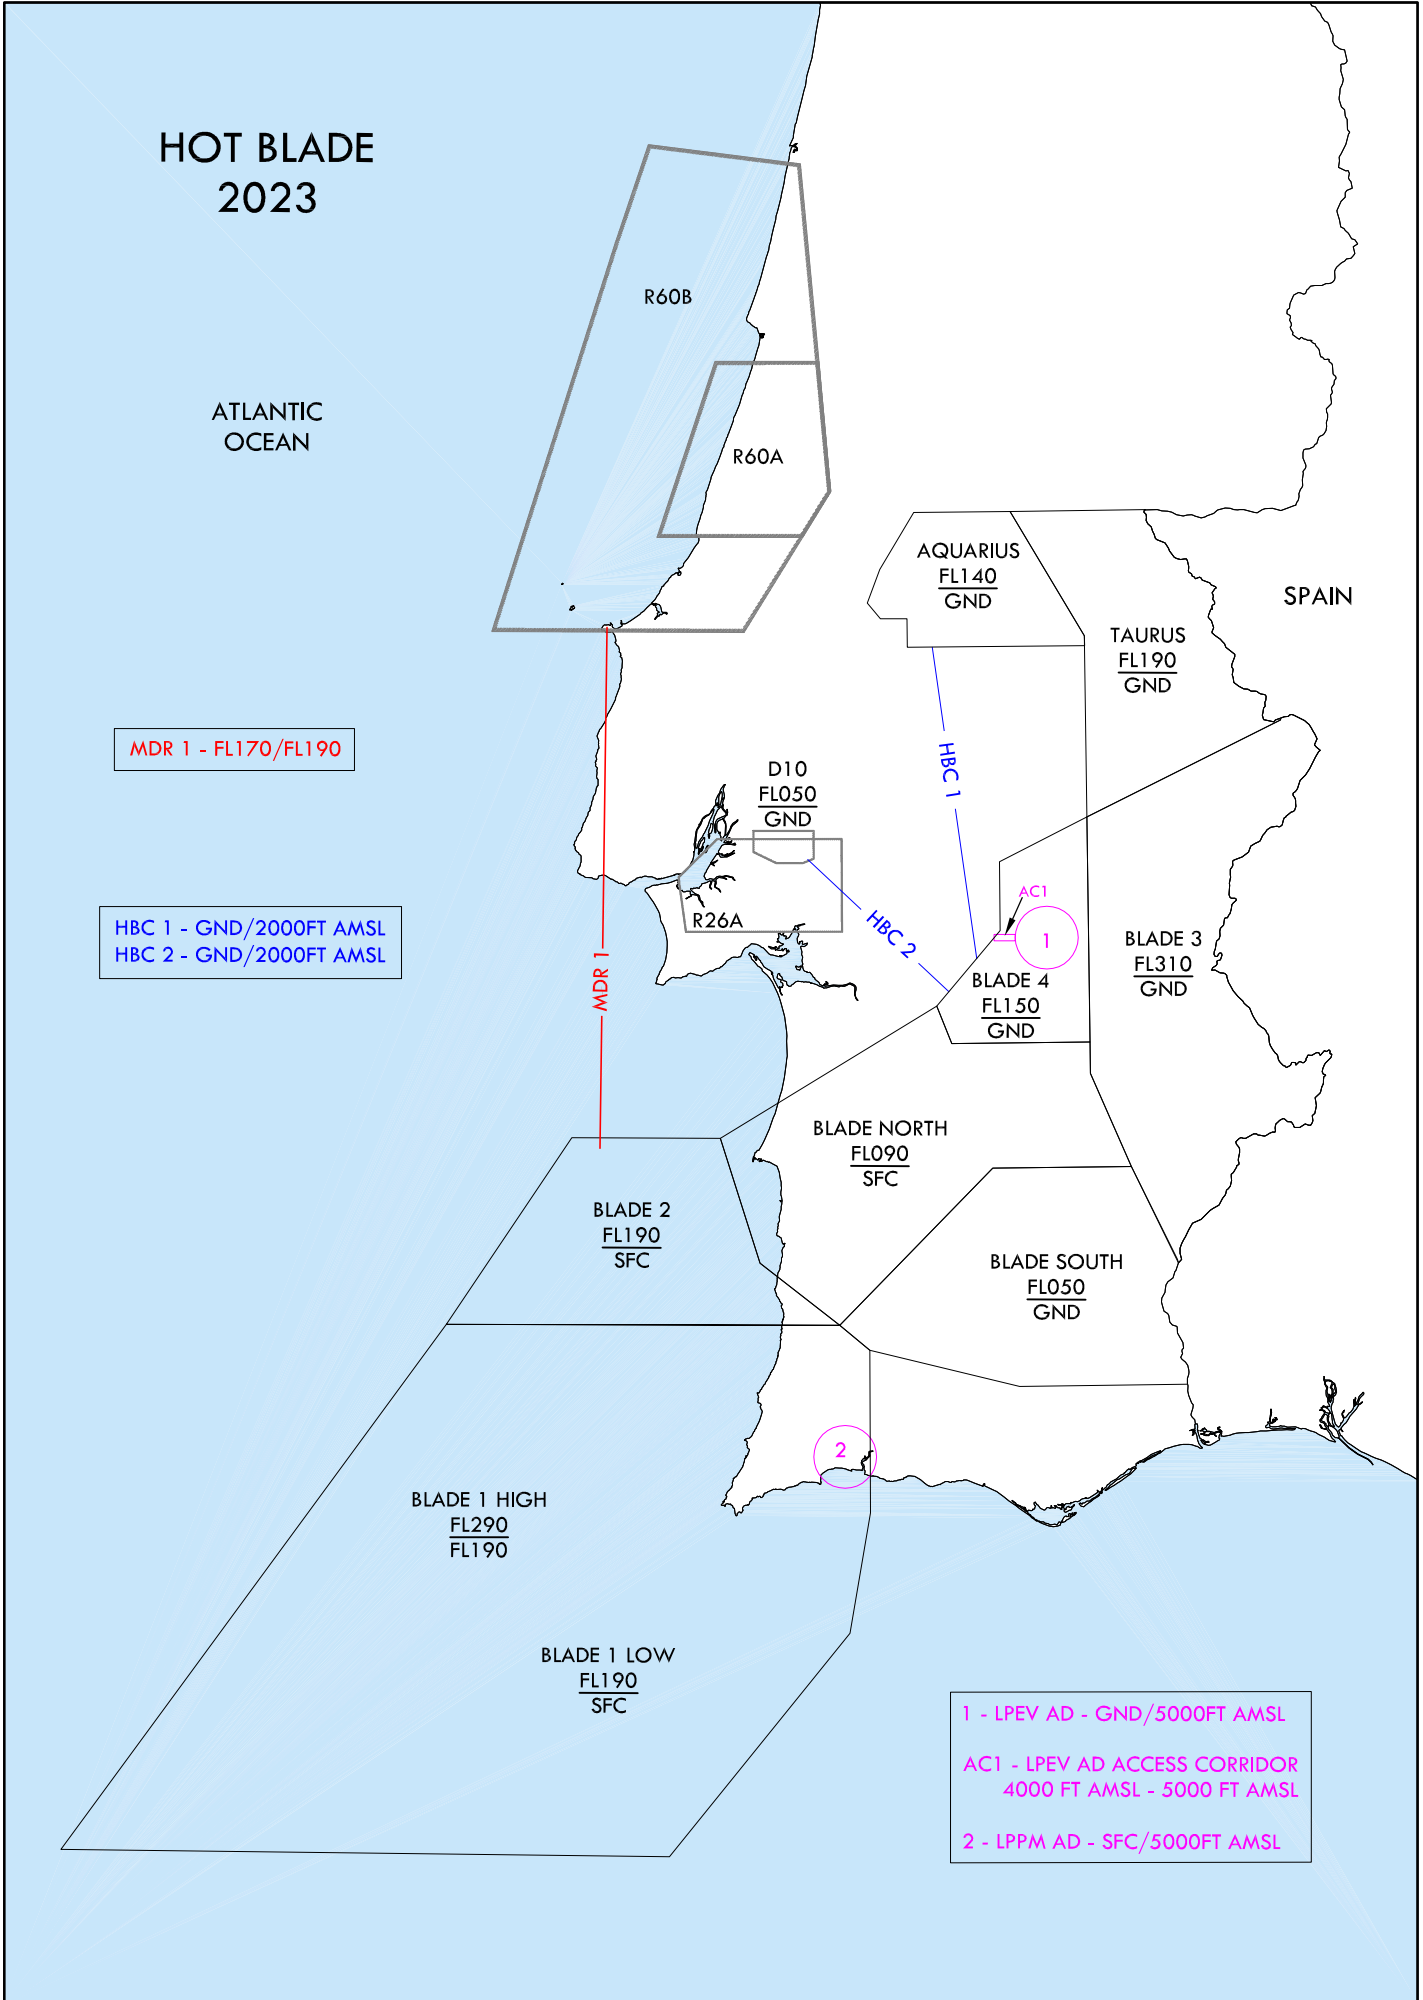 HOT BLADE
2023
R60B
ATLANTIC
OCEAN
R60A
AQUARIUS
FL140
GND
SPAIN
TAURUS
FL190
GND
MDR 1 - FL170/FL190
HBC 1
D10
FL050
GND
AC1
HBC 1 - GND/2000FT AMSL
HBC 2 - GND/2000FT AMSL
R26A
HBC 2
1
BLADE 3
FL310
GND
MDR 1
BLADE 4
FL150
GND
BLADE NORTH
FL090
SFC
BLADE 2
FL190
SFC
BLADE SOUTH
FL050
GND
2
BLADE 1 HIGH
FL290
FL190
BLADE 1 LOW
FL190
SFC
1 - LPEV AD - GND/5000FT AMSL
AC1 - LPEV AD ACCESS CORRIDOR
4000 FT AMSL - 5000 FT AMSL
2 - LPPM AD - SFC/5000FT AMSL